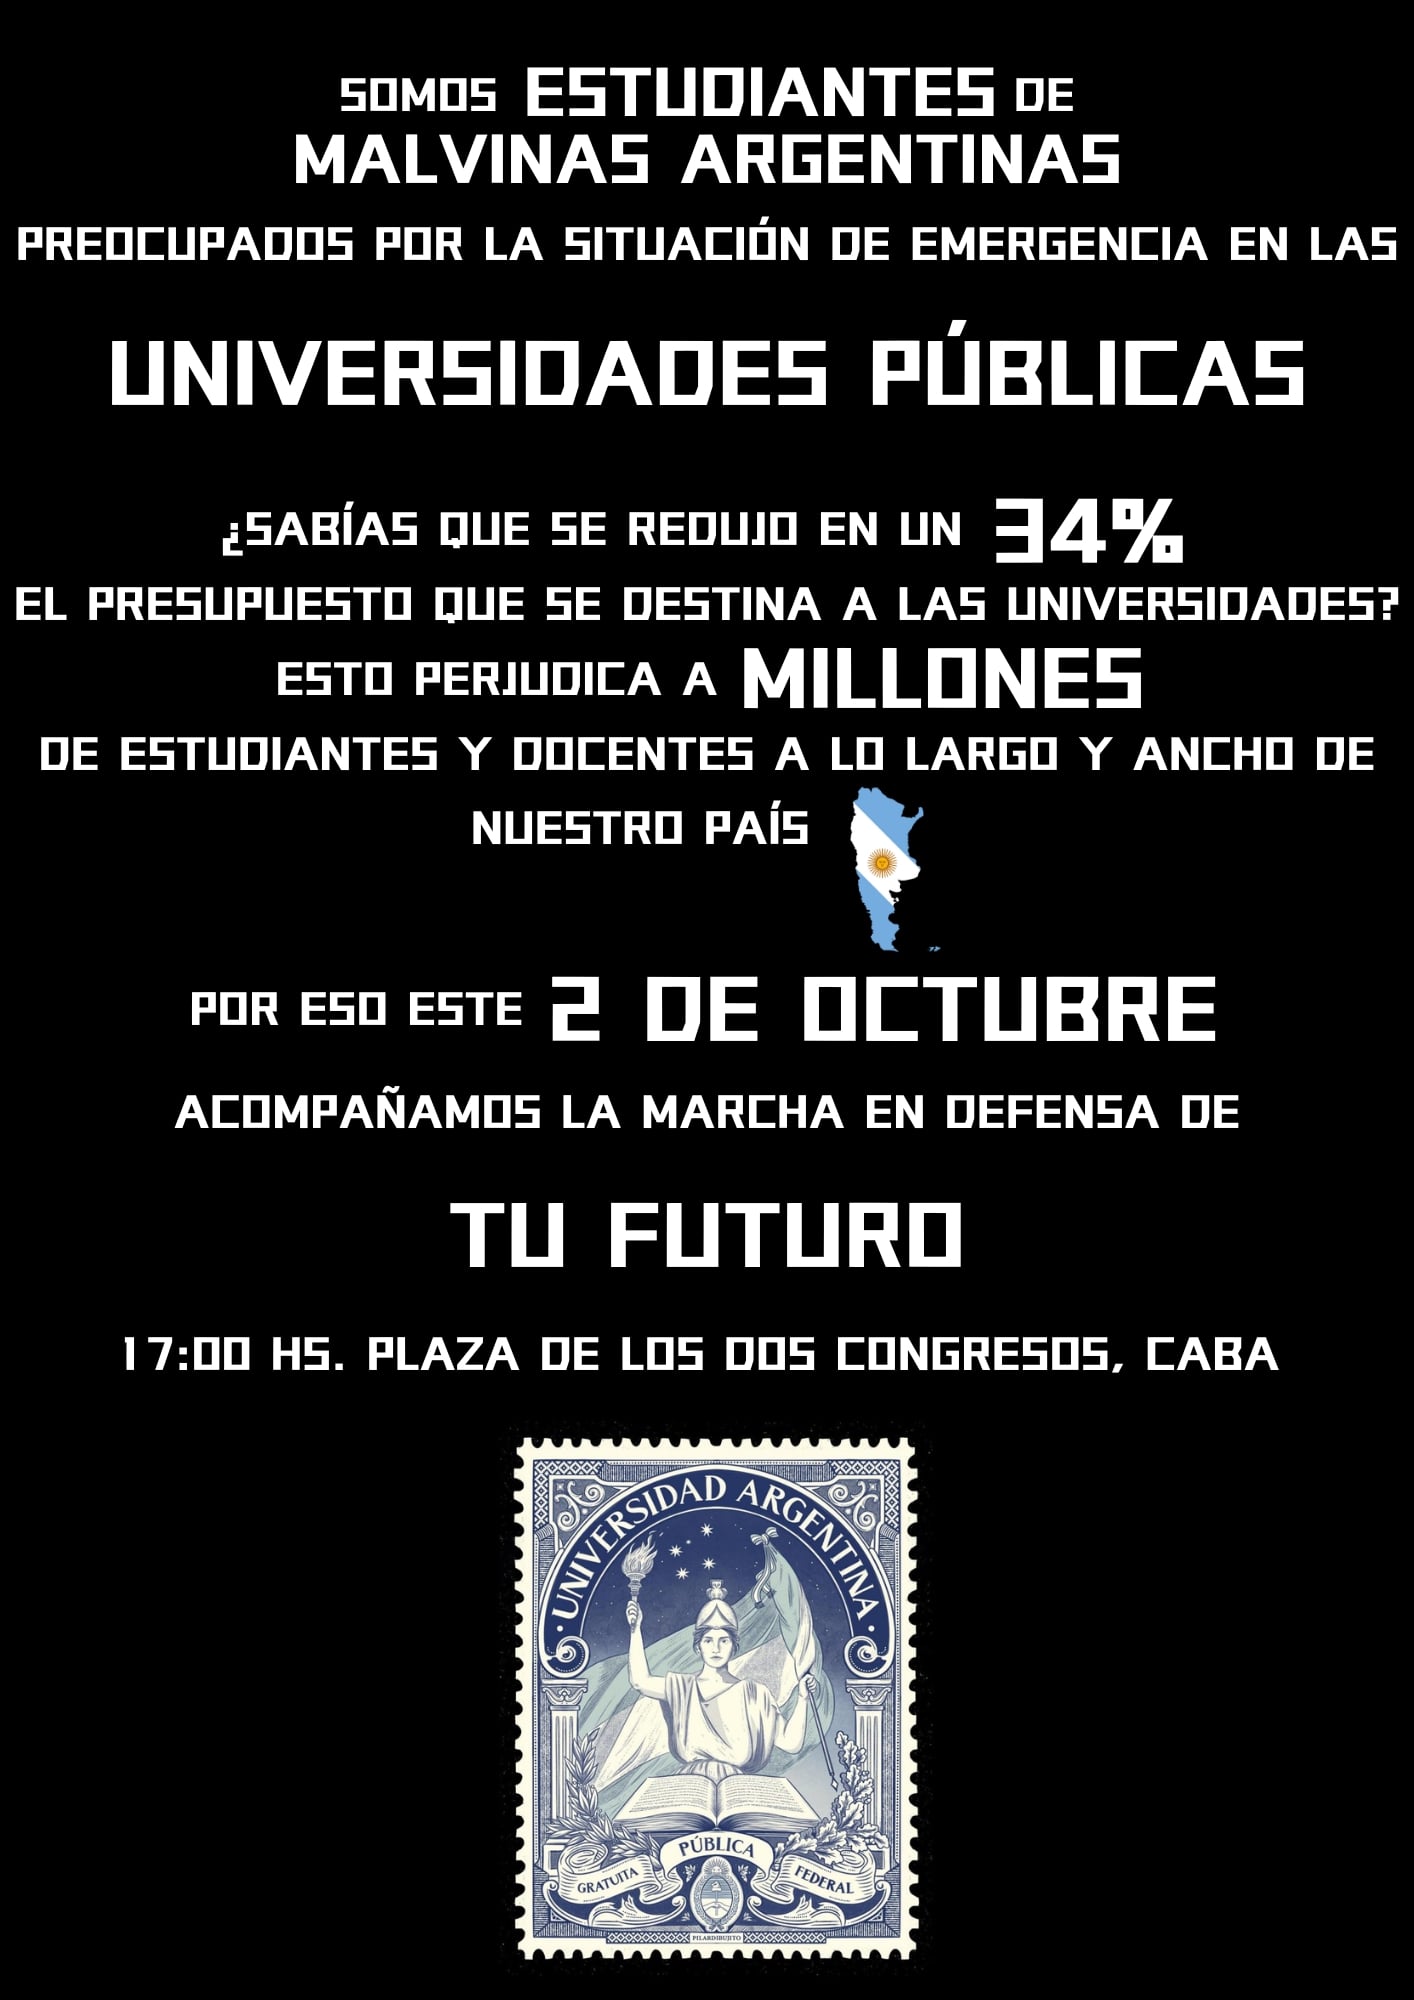 SOMOS ESTUDIANTES DE
MALVINAS ARGENTINAS
PREOCUPADOS POR LA SITUACIÓN DE EMERGENCIA EN LAS
UNIVERSIDADES PÚBLICAS
¿SABÍAS QUE SE REDUJO EN UN 34%
EL PRESUPUESTO QUE SE DESTINA A LAS UNIVERSIDADES?
ESTO PERJUDICA A MILLONES
DE ESTUDIANTES Y DOCENTES A LO LARGO Y ANCHO DE
NUESTRO PAÍS
POR ESO ESTE 2 DE OCTUBRE
ACOMPAÑAMOS LA MARCHA EN DEFENSA DE
TU FUTURO
17:00 HS. PLAZA DE LOS DOS CONGRESOS, CABA
· UNIVERSIDAD ARGENTINA ·
PÚBLICA
GRATUITA
FEDERAL
PILARDIBUJITO